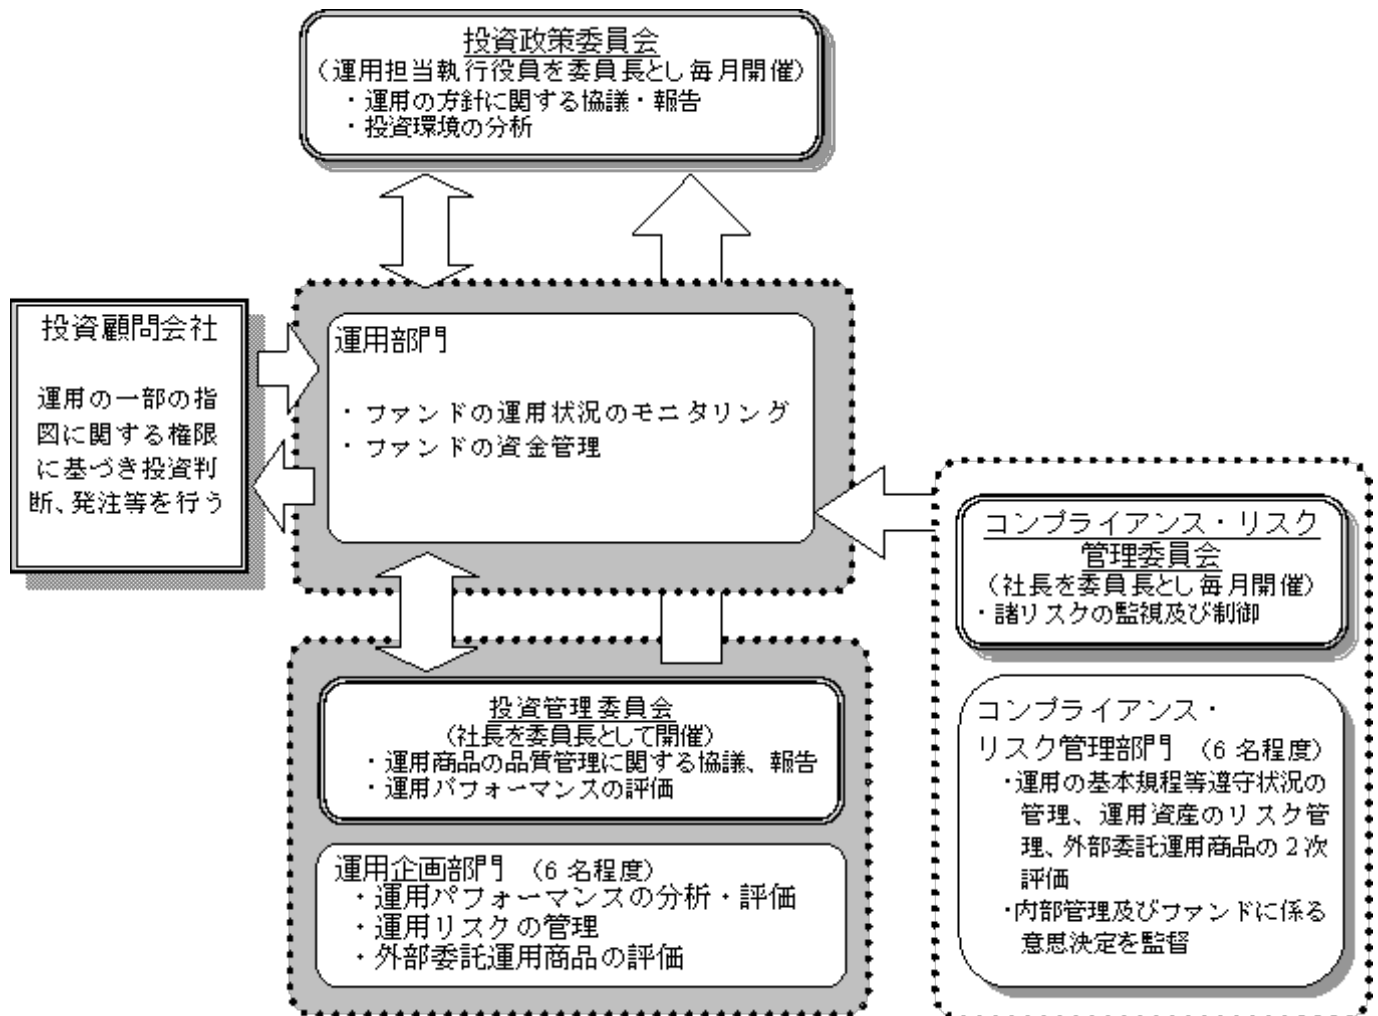 投資政策委員会
（運用担当執行役員を委員長とし毎月開催）
・運用の方針に関する協議・報告
・投資環境の分析
投資顧問会社
運用の一部の指
図に関する権限
に基づき投資判
断、発注等を行う
運用部門
・ファンドの運用状況のモニタリング
・ファンドの資金管理
コンプライアンス・リスク
管理委員会
（社長を委員長とし毎月開催）
・諸リスクの監視及び制御
コンプライアンス・
リスク管理部門 （6 名程度）
・運用の基本規程等遵守状況の
管理、運用資産のリスク管
理、外部委託運用商品の２次
評価
・内部管理及びファンドに係る
意思決定を監督
投資管理委員会
（社長を委員長として開催）
・運用商品の品質管理に関する協議、報告
・運用パフォーマンスの評価
運用企画部門 （6 名程度）
・運用パフォーマンスの分析・評価
・運用リスクの管理
・外部委託運用商品の評価